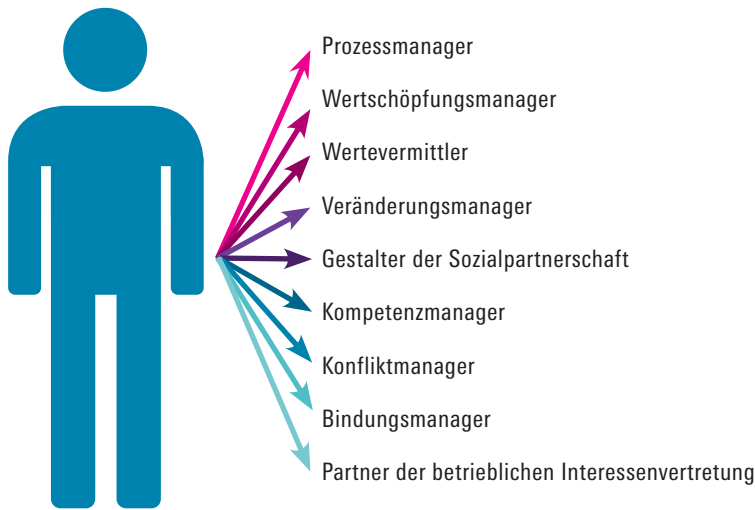 Prozessmanager
Wertschöpfungsmanager
Wertevermittler
Veränderungsmanager
Gestalter der Sozialpartnerschaft
Kompetenzmanager
Konfliktmanager
Bindungsmanager
Partner der betrieblichen Interessenvertretung